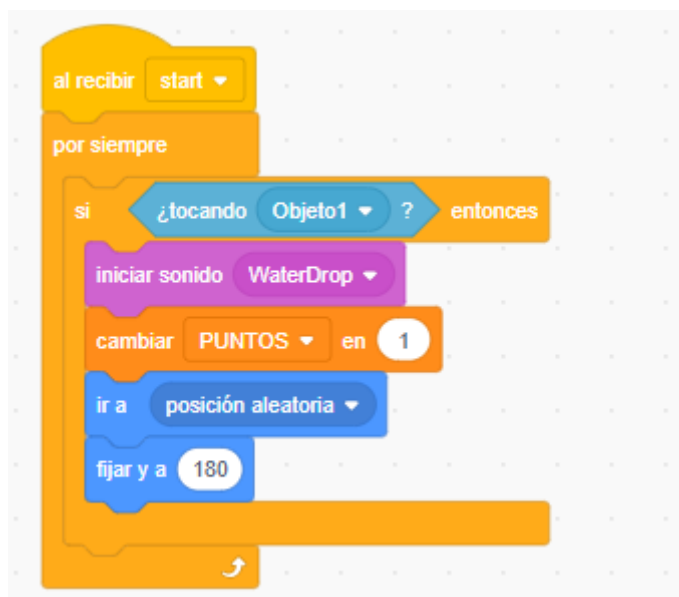 al recibir start
por siempre
si ¿tocando Objeto1 ? entonces
iniciar sonido WaterDrop
cambiar PUNTOS en 1
ir a posición aleatoria
fijar y a 180